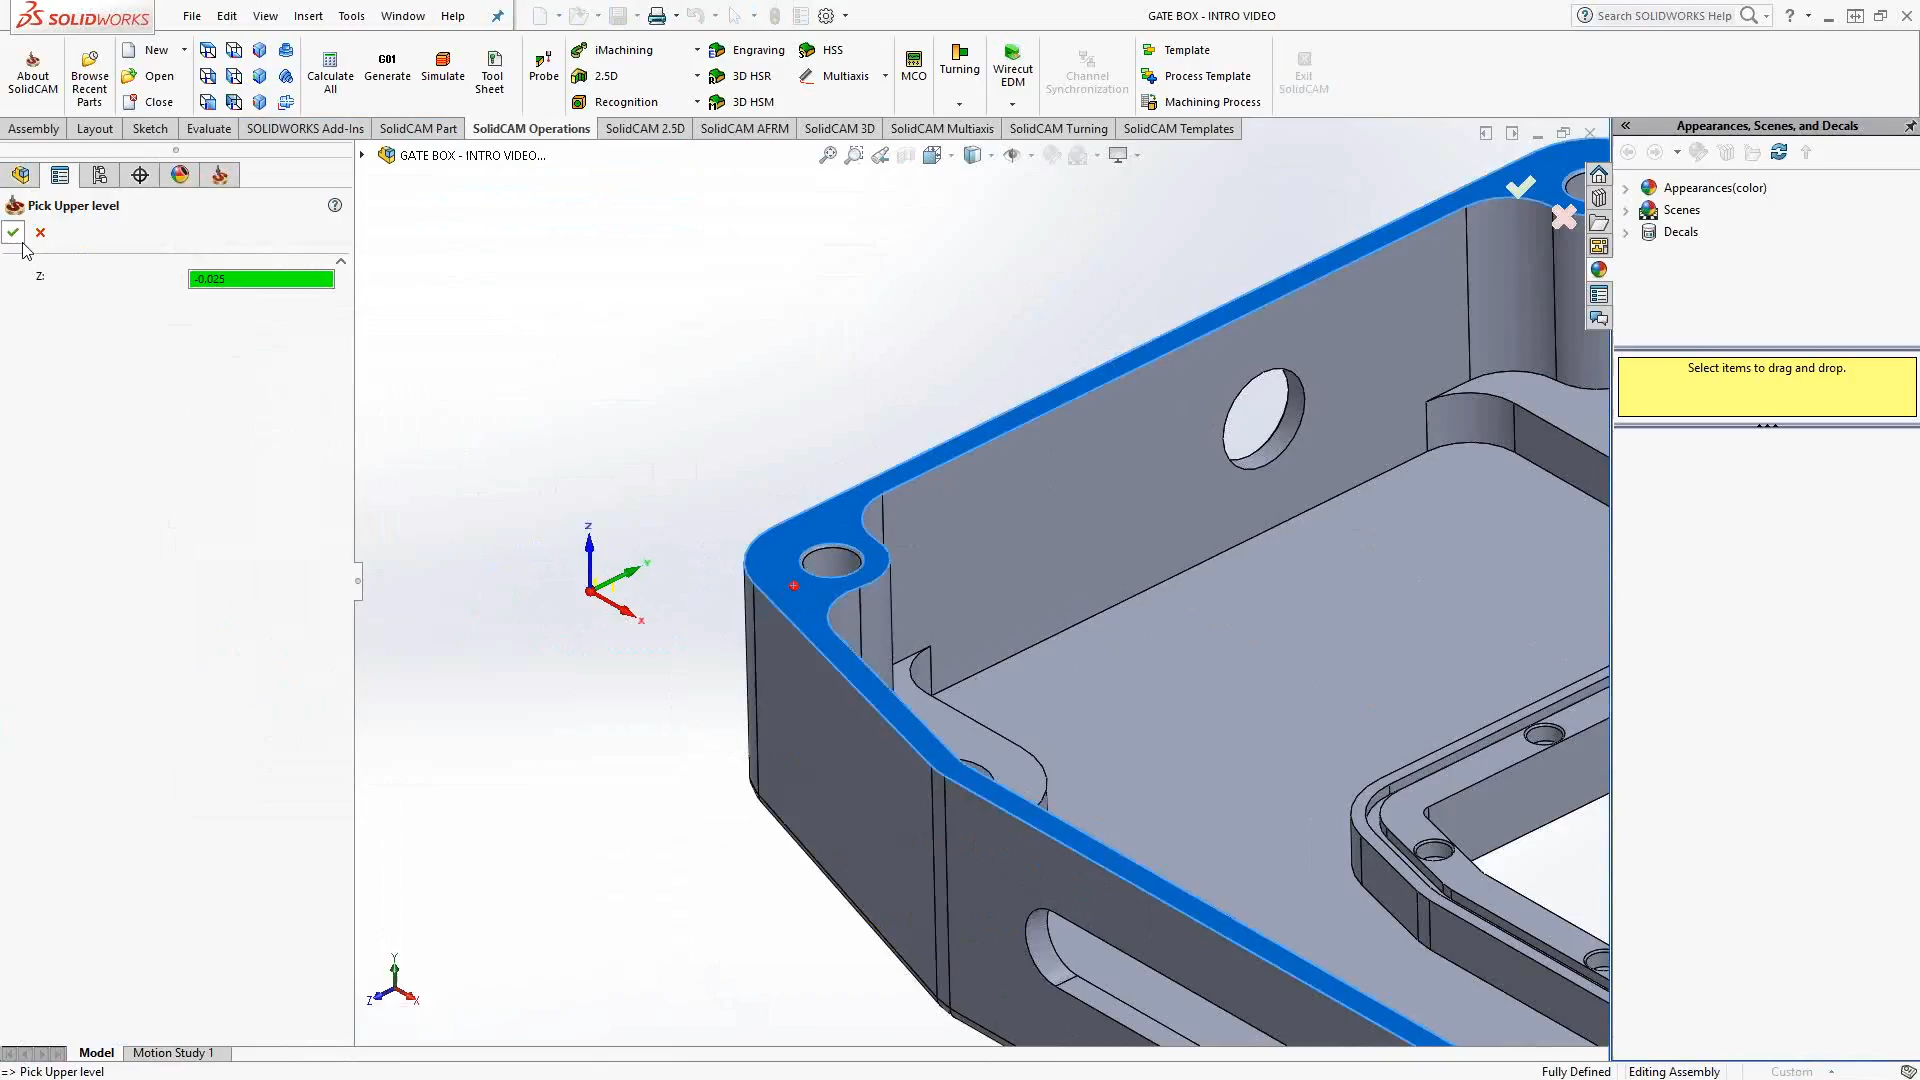 SOLIDWORKS
File Edit View Insert Tools Window Help
GATE BOX - INTRO VIDEO
Search SOLIDWORKS Help
?
About SolidCAM
Browse Recent Parts
New
Open
Close
Calculate All
G01
Generate
Simulate
Tool Sheet
Probe
iMachining
2.5D
Recognition
Engraving
3D HSR
3D HSM
HSS
Multiaxis
MCO
Turning
Wirecut EDM
Channel Synchronization
Template
Process Template
Machining Process
Exit SolidCAM
Assembly Layout Sketch Evaluate SOLIDWORKS Add-Ins SolidCAM Part SolidCAM Operations SolidCAM 2.5D SolidCAM AFRM SolidCAM 3D SolidCAM Multiaxis SolidCAM Turning SolidCAM Templates
Appearances, Scenes, and Decals
GATE BOX - INTRO VIDEO...
Pick Upper level
Z:
-0.025
Appearances(color)
Scenes
Decals
Select items to drag and drop.
Z
Y
X
Y
Z
X
Model Motion Study 1
=> Pick Upper level
Fully Defined Editing Assembly Custom